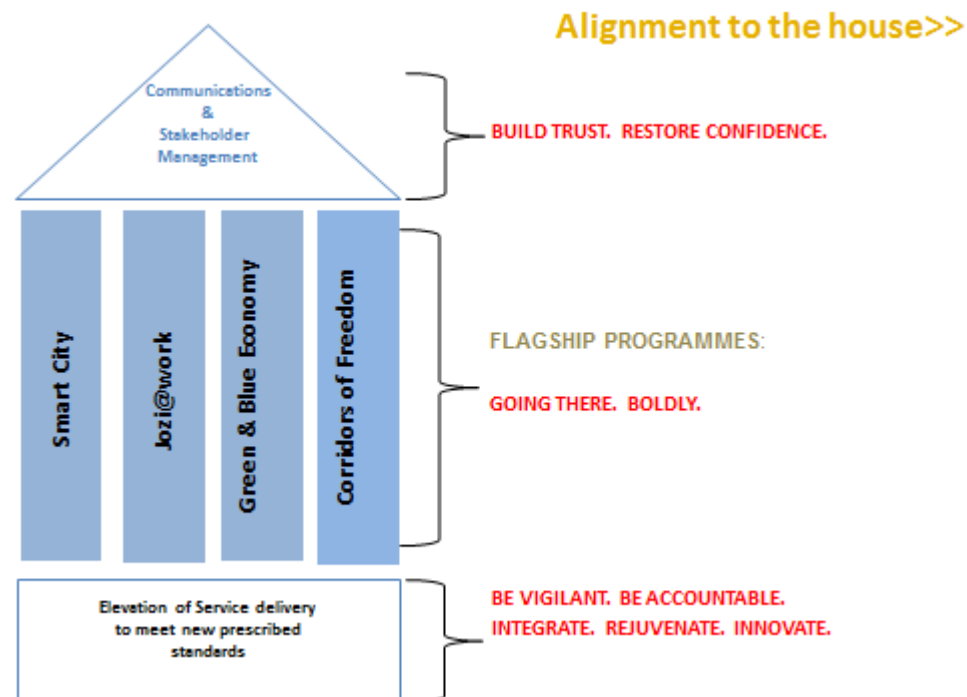 Alignment to the house>>
Communications
&
Stakeholder
Management
BUILD TRUST.  RESTORE CONFIDENCE.
Smart City
Jozi@work
Green & Blue Economy
Corridors of Freedom
FLAGSHIP PROGRAMMES:
GOING THERE.  BOLDLY.
Elevation of Service delivery
to meet new prescribed
standards
BE VIGILANT.  BE ACCOUNTABLE.
INTEGRATE.  REJUVENATE.  INNOVATE.